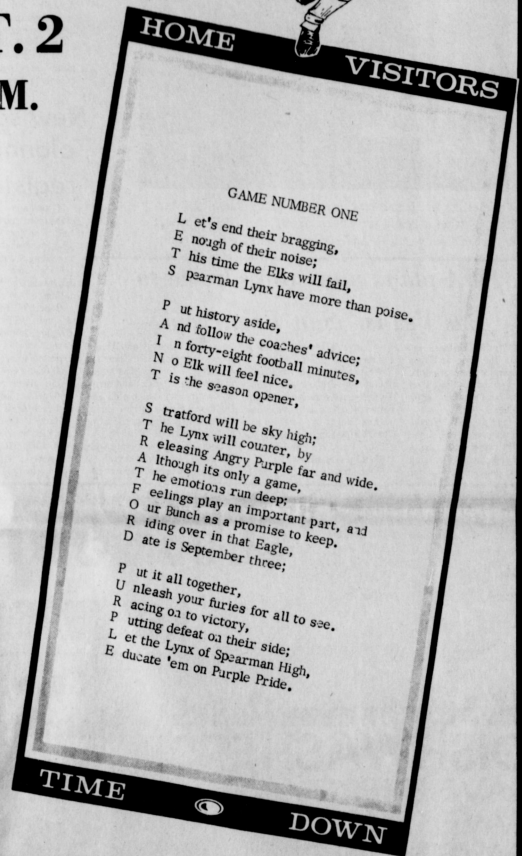 T. 2
M.
HOME
VISITORS
GAME NUMBER ONE
L et's end their bragging,
E nough of their noise;
T his time the Elks will fail,
S pearman Lynx have more than poise.
P ut history aside,
A nd follow the coaches' advice;
I n forty-eight football minutes,
N o Elk will feel nice.
T is the season opener,
S tratford will be sky high;
T he Lynx will counter, by
R eleasing Angry Purple far and wide.
A lthough its only a game,
T he emotions run deep;
F eelings play an important part, and
O ur Bunch as a promise to keep.
R iding over in that Eagle,
D ate is September three;
P ut it all together,
U nleash your furies for all to see.
R acing on to victory,
P utting defeat on their side;
L et the Lynx of Spearman High,
E ducate 'em on Purple Pride.
TIME
DOWN